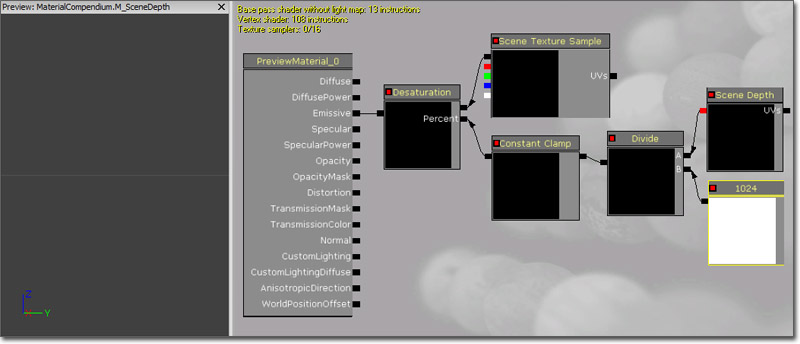 Preview: MaterialCompendium.M_SceneDepth X
Base pass shader without light map: 13 instructions
Vertex shader: 108 instructions
Texture samplers: 0/16
PreviewMaterial_0
Diffuse
DiffusePower
Emissive
Specular
SpecularPower
Opacity
OpacityMask
Distortion
TransmissionMask
TransmissionColor
Normal
CustomLighting
CustomLightingDiffuse
AnisotropicDirection
WorldPositionOffset
Desaturation
Percent
Scene Texture Sample
UVs
Constant Clamp
Divide
A
B
Scene Depth
UVs
1024
Z
Y